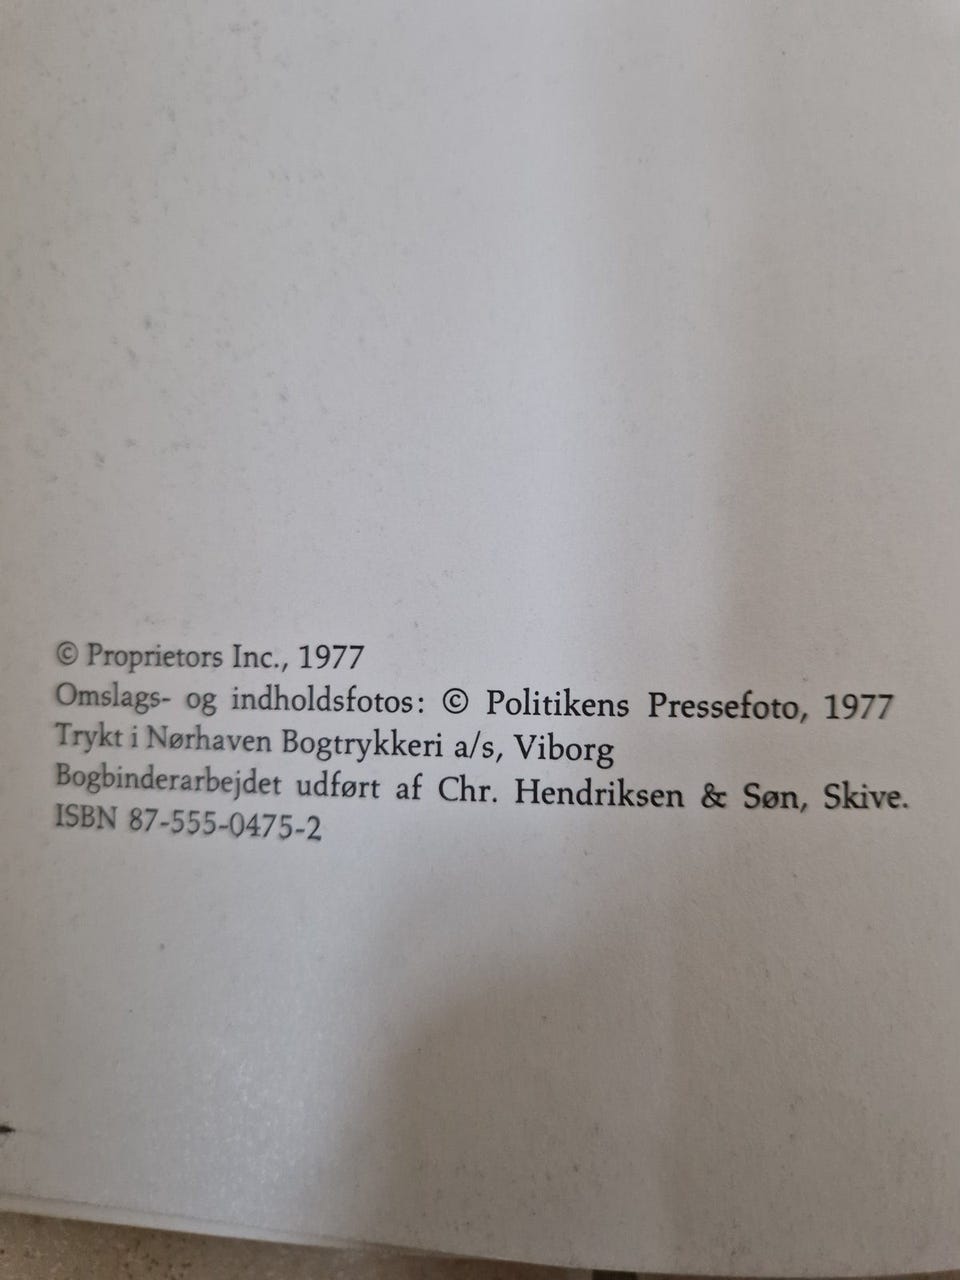 © Proprietors Inc., 1977
Omslags- og indholdsfotos: © Politikens Pressefoto, 1977
Trykt i Nørhaven Bogtrykkeri a/s, Viborg
Bogbinderarbejdet udført af Chr. Hendriksen & Søn, Skive.
ISBN 87-555-0475-2